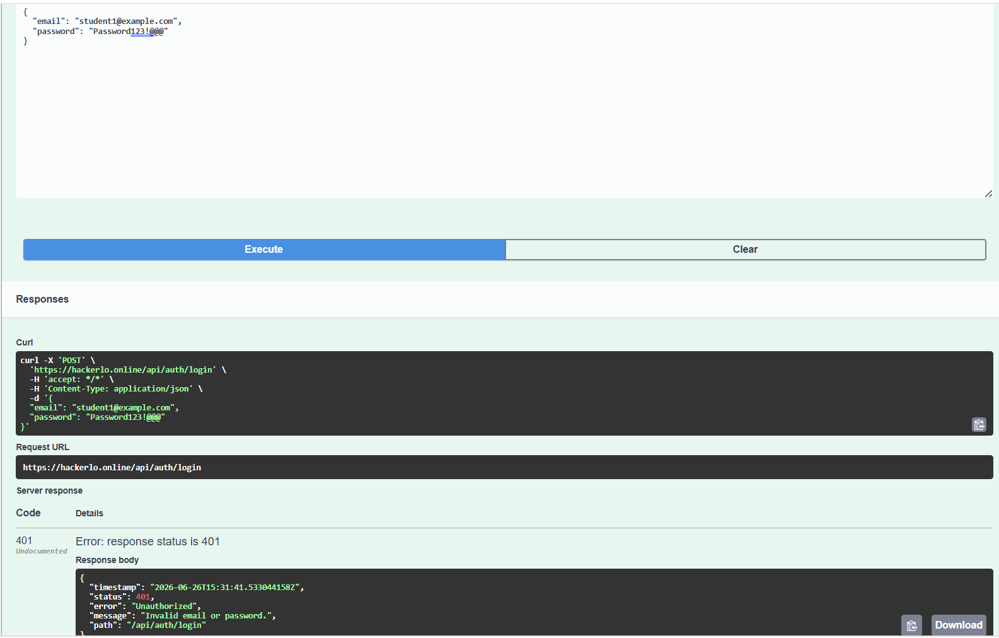 {
  "email": "student1@example.com",
  "password": "Password123!@@@"
}
Execute
Clear
Responses
Curl
curl -X 'POST' \
  'https://hackerlo.online/api/auth/login' \
  -H 'accept: */*' \
  -H 'Content-Type: application/json' \
  -d '{
  "email": "student1@example.com",
  "password": "Password123!@@@"
}'
Request URL
https://hackerlo.online/api/auth/login
Server response
Code Details
401 Error: response status is 401
Undocumented
Response body
{
  "timestamp": "2026-06-26T15:31:41.533044158Z",
  "status": 401,
  "error": "Unauthorized",
  "message": "Invalid email or password.",
  "path": "/api/auth/login"
}
Download